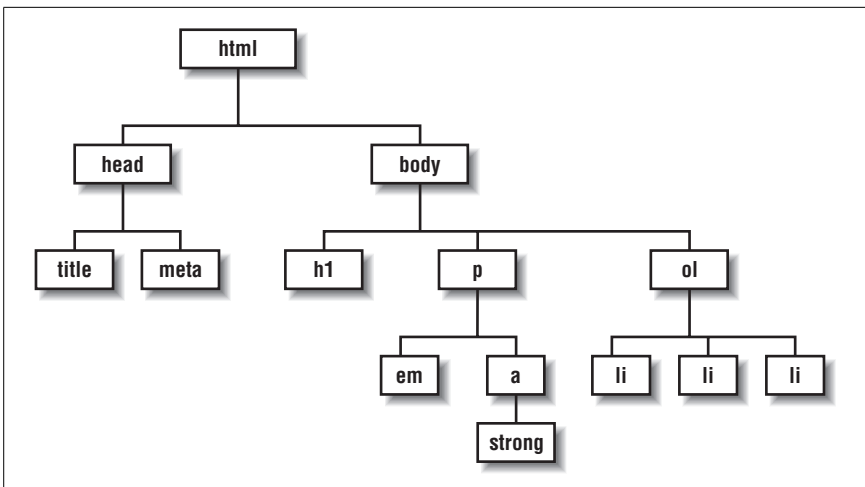 html
head body
title meta h1 p ol
em a li li li
strong